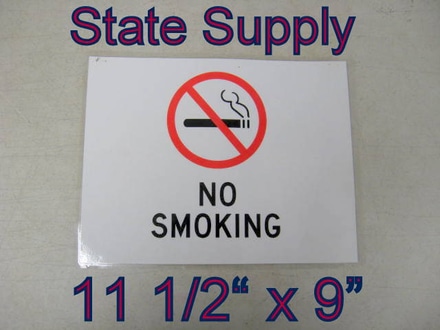 State Supply
NO
SMOKING
11 1/2“ x 9”